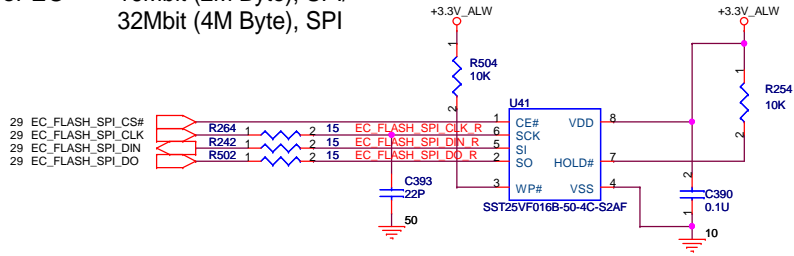 32Mbit (4M Byte), SPI
+3.3V_ALW
+3.3V_ALW
1
R504
10K
2
1
R254
10K
2
U41
29 EC_FLASH_SPI_CS#
29 EC_FLASH_SPI_CLK R264 1 2 15 EC_FLASH_SPI_CLK_R
29 EC_FLASH_SPI_DIN R242 1 2 15 EC_FLASH_SPI_DIN_R
29 EC_FLASH_SPI_DO R502 1 2 15 EC_FLASH_SPI_DO_R
1 CE# VDD 8
6 SCK
5 SI
2 SO HOLD# 7
3 WP# VSS 4
SST25VF016B-50-4C-S2AF
C393
22P
50
2
C390
0.1U
1
10